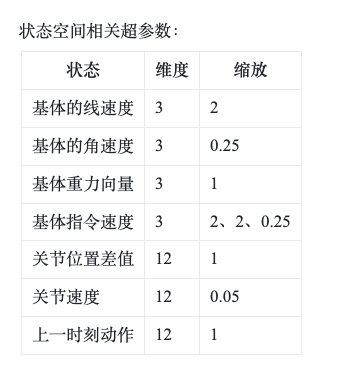 状态空间相关超参数：
状态 维度 缩放
基体的线速度 3 2
基体的角速度 3 0.25
基体重力向量 3 1
基体指令速度 3 2、2、0.25
关节位置差值 12 1
关节速度 12 0.05
上一时刻动作 12 1